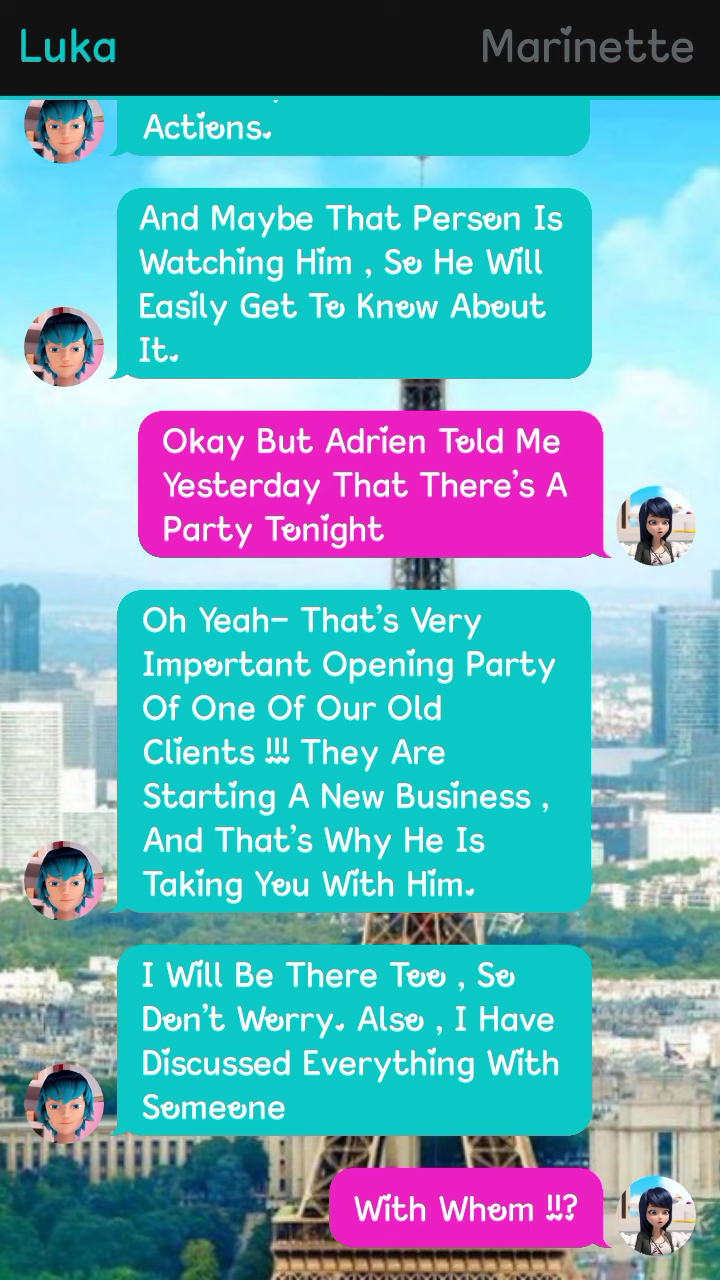 Luka Marinette
Actions.
And Maybe That Person Is
Watching Him , So He Will
Easily Get To Know About
It.
Okay But Adrien Told Me
Yesterday That There's A
Party Tonight
Oh Yeah- That's Very
Important Opening Party
Of One Of Our Old
Clients !!! They Are
Starting A New Business ,
And That's Why He Is
Taking You With Him.
I Will Be There Too , So
Don't Worry. Also , I Have
Discussed Everything With
Someone
With Whom !!?